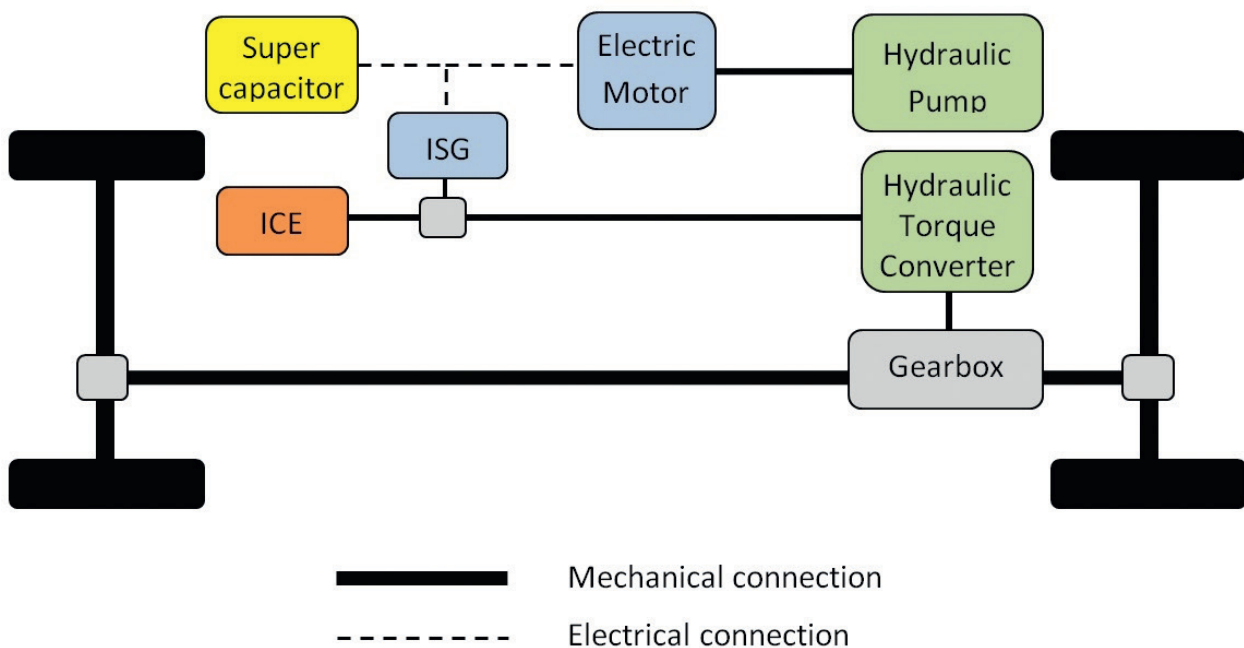 Super
capacitor
Electric
Motor
Hydraulic
Pump
ISG
ICE
Hydraulic
Torque
Converter
Gearbox
Mechanical connection
Electrical connection